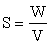 S = W/V